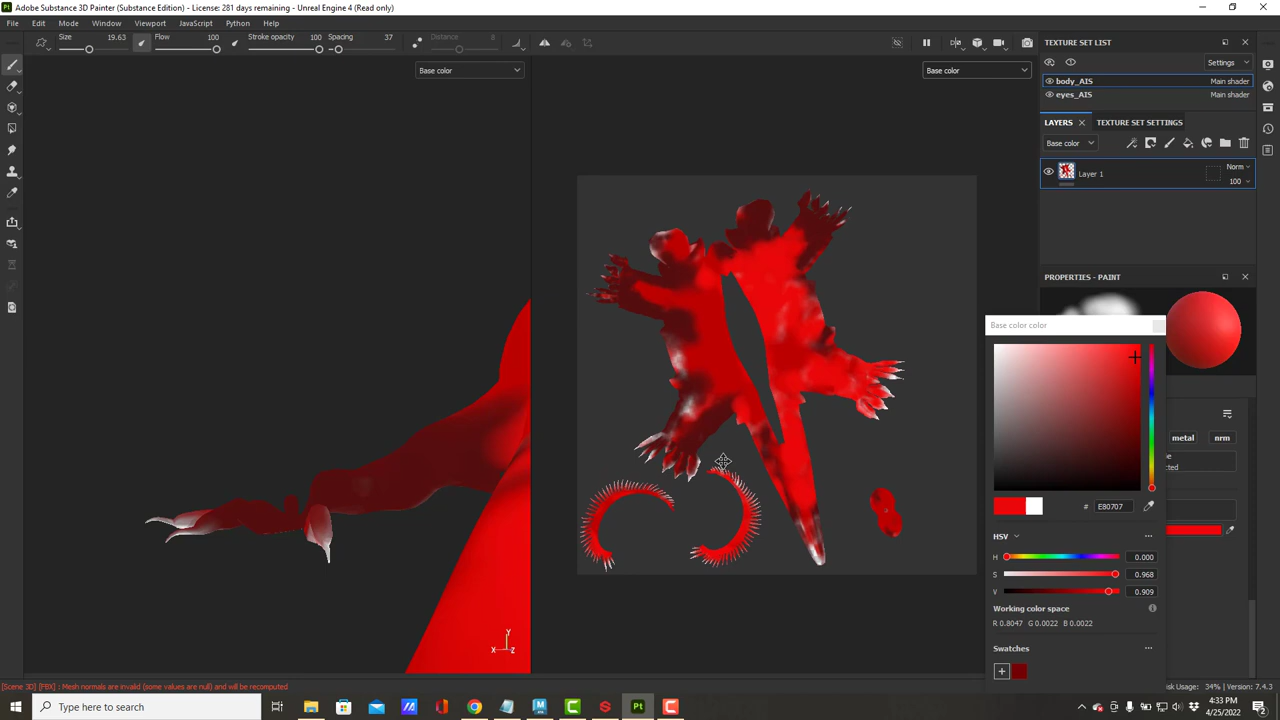 Adobe Substance 3D Painter (Substance Edition) - License: 281 days remaining - Unreal Engine 4 (Read only)
File Edit Mode Window Viewport JavaScript Python Help
Size 19.63 Flow 100 Stroke opacity 100 Spacing 37 Distance 8
Base color
Base color
TEXTURE SET LIST
Settings
body_AIS Main shader
eyes_AIS Main shader
LAYERS TEXTURE SET SETTINGS
Base color
Layer 1 Norm 100
PROPERTIES - PAINT
Base color color
metal nrm
# E80707
HSV
H 0.000
S 0.968
V 0.909
Working color space
R 0.8047 G 0.0022 B 0.0022
Swatches
Y
X Z
[Scene 3D] [FBX] : Mesh normals are invalid (some values are null) and will be recomputed
Disk Usage: 34% | Version: 7.4.3
Type here to search
4:33 PM
4/25/2022